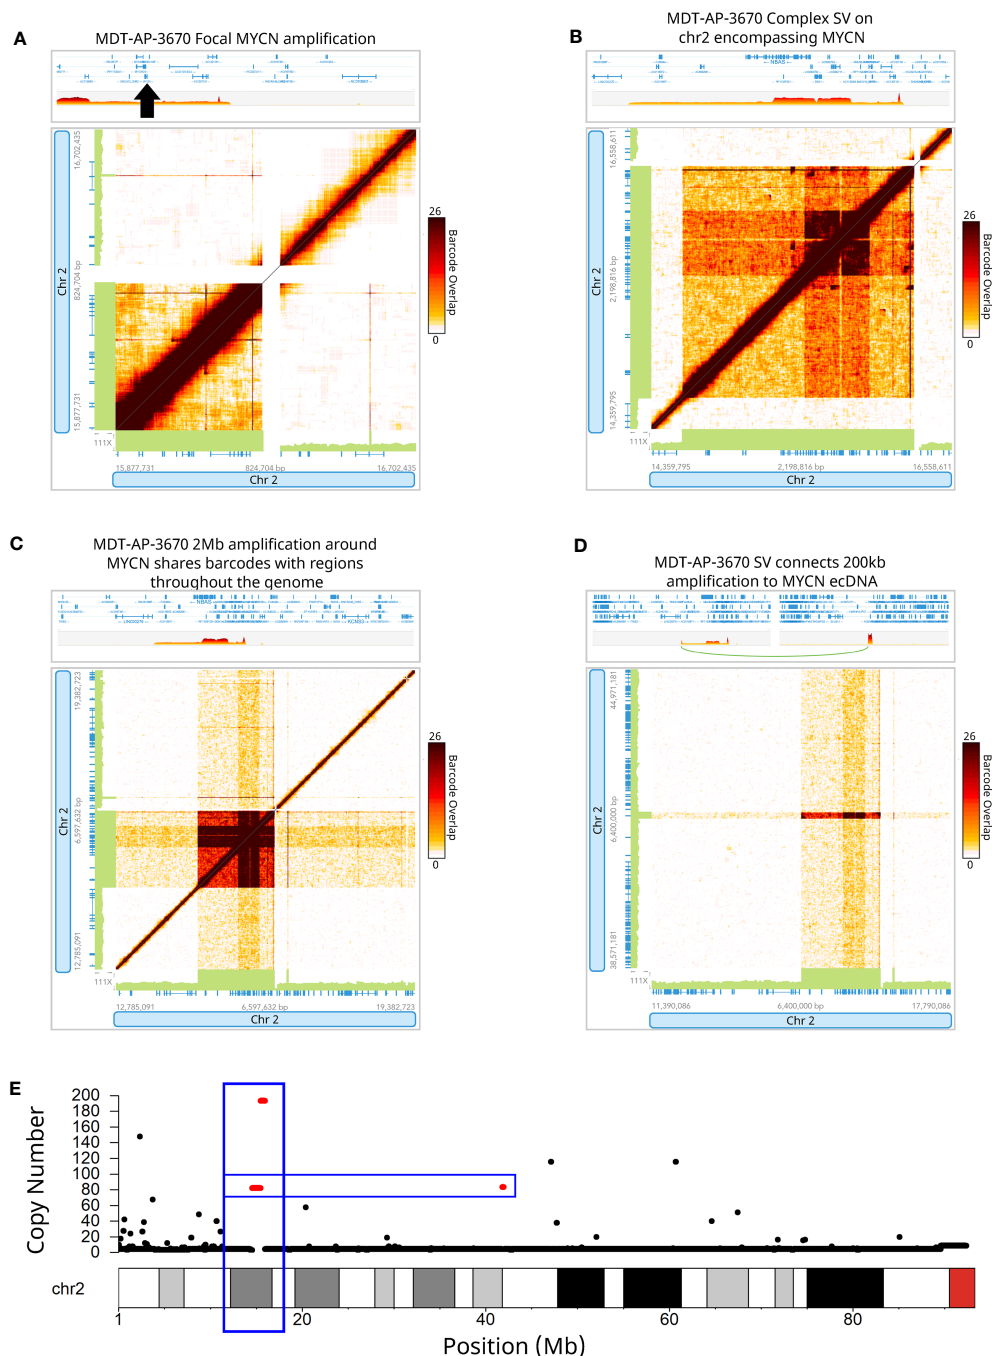 A
MDT-AP-3670 Focal MYCN amplification
Chr 2
16,702,435
824,704 bp
15,877,731
111X
15,877,731
824,704 bp
16,702,435
Chr 2
26
Barcode Overlap
0
B
MDT-AP-3670 Complex SV on
chr2 encompassing MYCN
NBAS
Chr 2
16,558,611
2,198,816 bp
14,359,795
111X
14,359,795
2,198,816 bp
16,558,611
Chr 2
26
Barcode Overlap
0
C
MDT-AP-3670 2Mb amplification around
MYCN shares barcodes with regions
throughout the genome
NBAS
KCNS3
Chr 2
19,382,723
6,597,632 bp
12,785,091
111X
12,785,091
6,597,632 bp
19,382,723
Chr 2
26
Barcode Overlap
0
D
MDT-AP-3670 SV connects 200kb
amplification to MYCN ecDNA
Chr 2
44,971,181
6,400,000 bp
38,571,181
111X
11,390,086
6,400,000 bp
17,790,086
Chr 2
26
Barcode Overlap
0
E
Copy Number
200
180
160
140
120
100
80
60
40
20
0
chr2
1
20
40
60
80
Position (Mb)